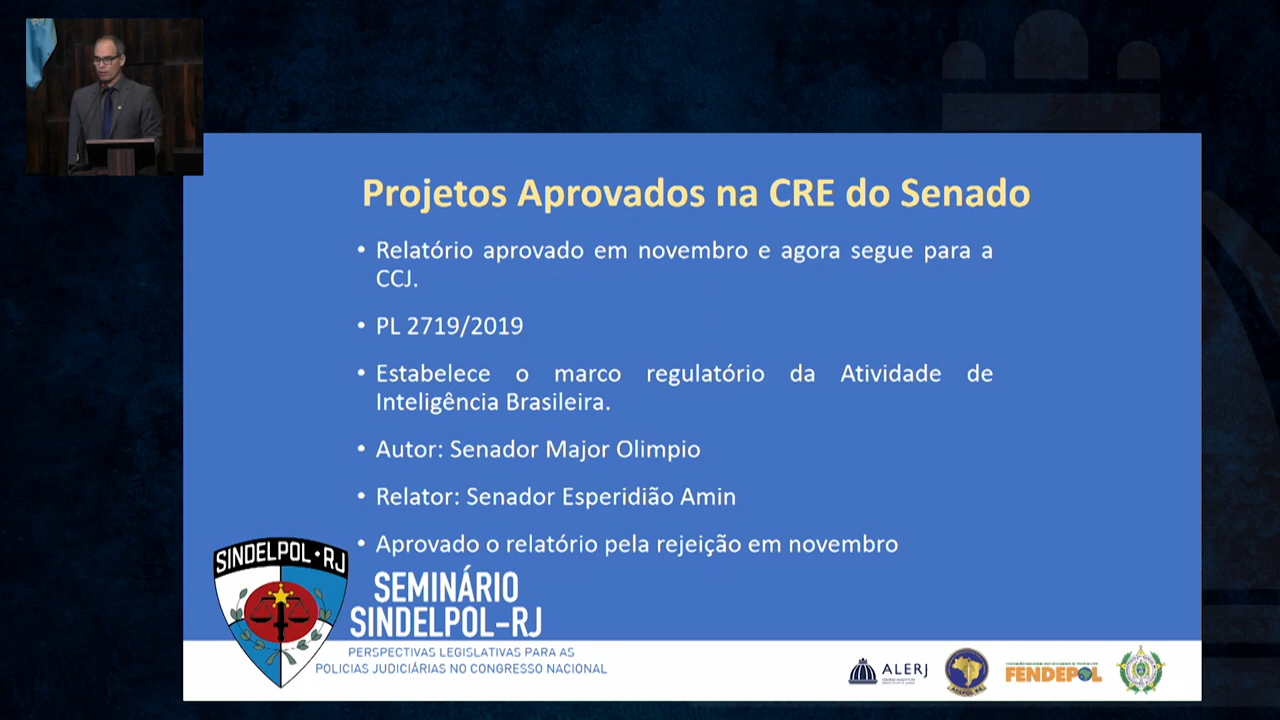 Projetos Aprovados na CRE do Senado
• Relatório aprovado em novembro e agora segue para a
CCJ.
• PL 2719/2019
• Estabelece o marco regulatório da Atividade de
Inteligência Brasileira.
• Autor: Senador Major Olimpio
• Relator: Senador Esperidião Amin
• Aprovado o relatório pela rejeição em novembro
SINDELPOL • RJ
SEMINÁRIO
SINDELPOL-RJ
PERSPECTIVAS LEGISLATIVAS PARA AS
POLICIAS JUDICIÁRIAS NO CONGRESSO NACIONAL
ALERJ
FENDEPOL